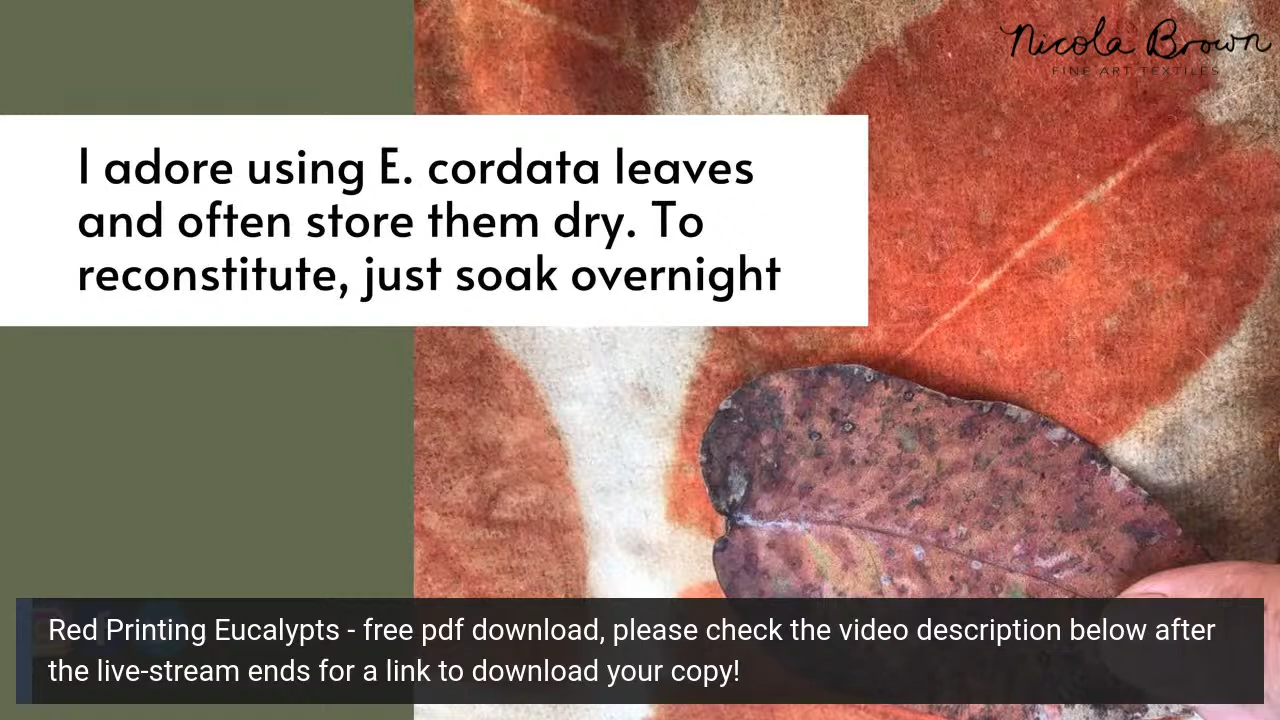 Nicola Brown
FINE ART TEXTILES
I adore using E. cordata leaves
and often store them dry. To
reconstitute, just soak overnight
Red Printing Eucalypts - free pdf download, please check the video description below after
the live-stream ends for a link to download your copy!